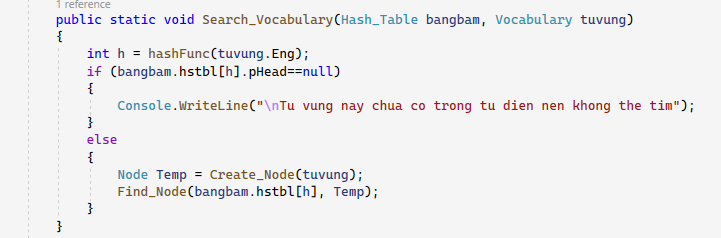 1 reference
public static void Search_Vocabulary(Hash_Table bangbam, Vocabulary tuvung)
{
int h = hashFunc(tuvung.Eng);
if (bangbam.hstbl[h].pHead==null)
{
Console.WriteLine("\nTu vung nay chua co trong tu dien nen khong the tim");
}
else
{
Node Temp = Create_Node(tuvung);
Find_Node(bangbam.hstbl[h], Temp);
}
}